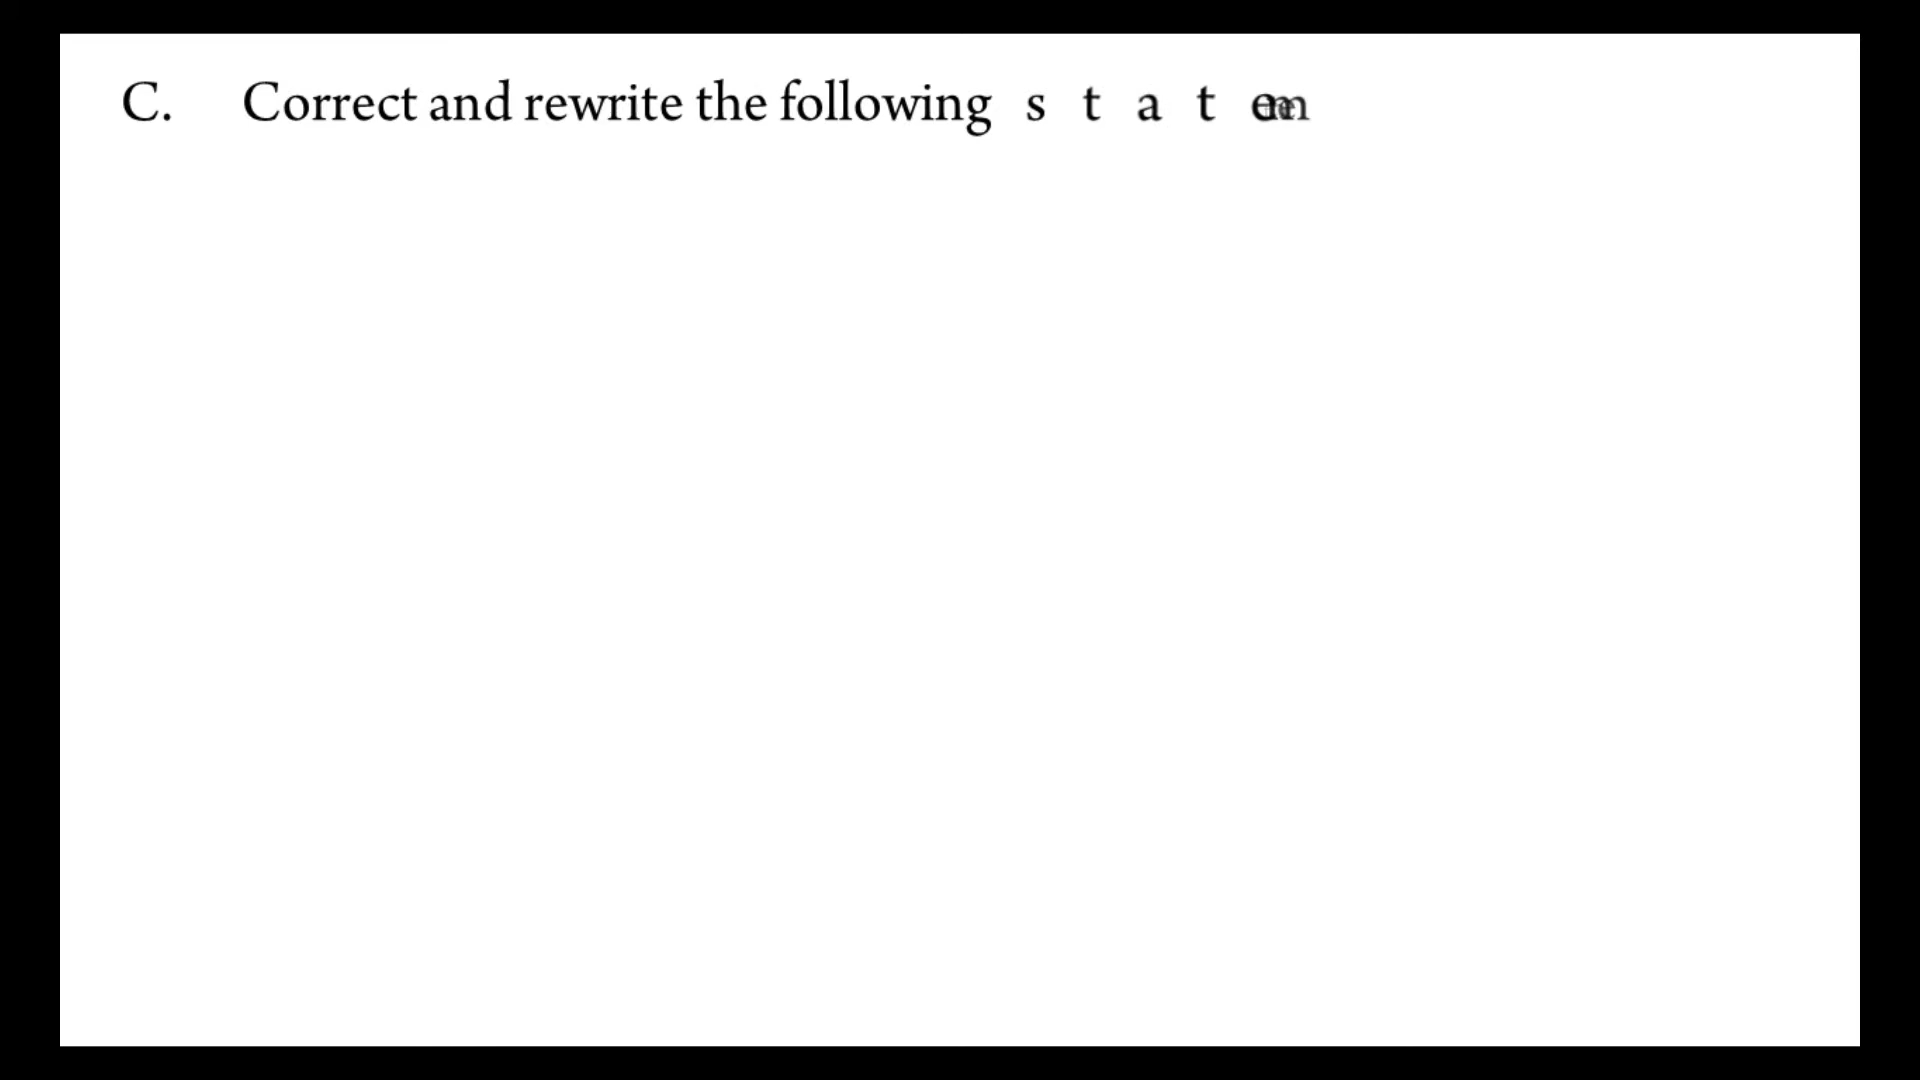 C. Correct and rewrite the following s t a t e